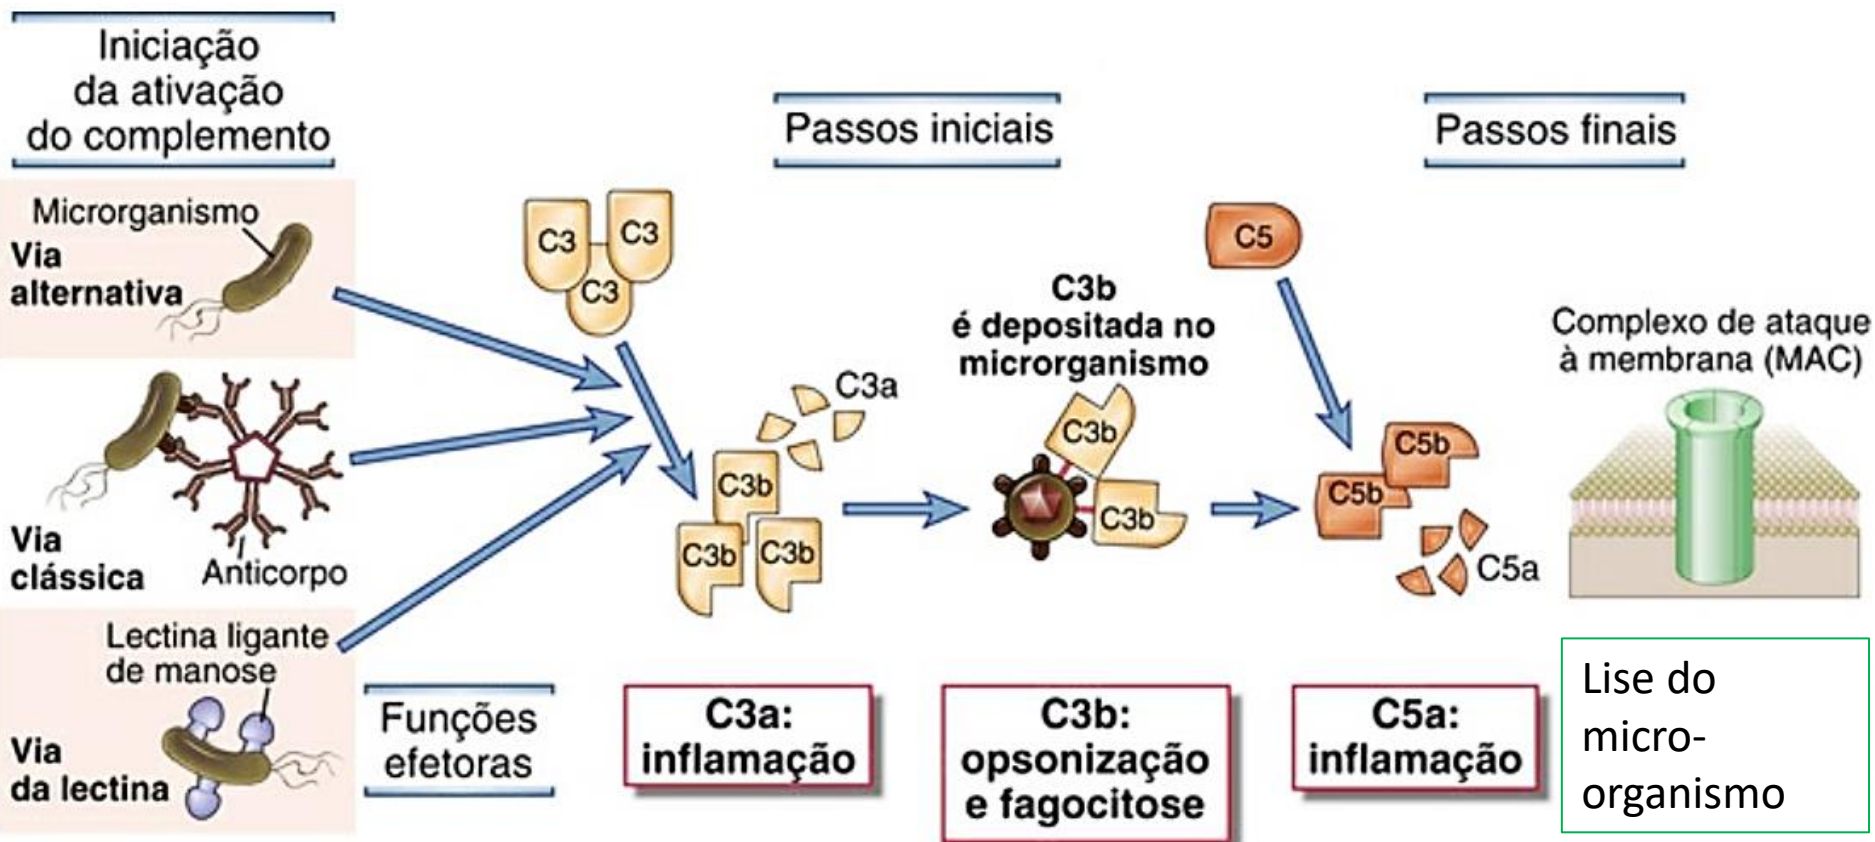 Iniciação
da ativação
do complemento
Passos iniciais
Passos finais
Microrganismo
Via
alternativa
C3
C3
C3
C3a
C3b
C3b
C3b
C3b
é depositada no
microrganismo
C3b
C3b
C5
C5b
C5b
C5a
Complexo de ataque
à membrana (MAC)
Via
clássica
Anticorpo
Lectina ligante
de manose
Via
da lectina
Funções
efetoras
C3a:
inflamação
C3b:
opsonização
e fagocitose
C5a:
inflamação
Lise do
micro-
organismo